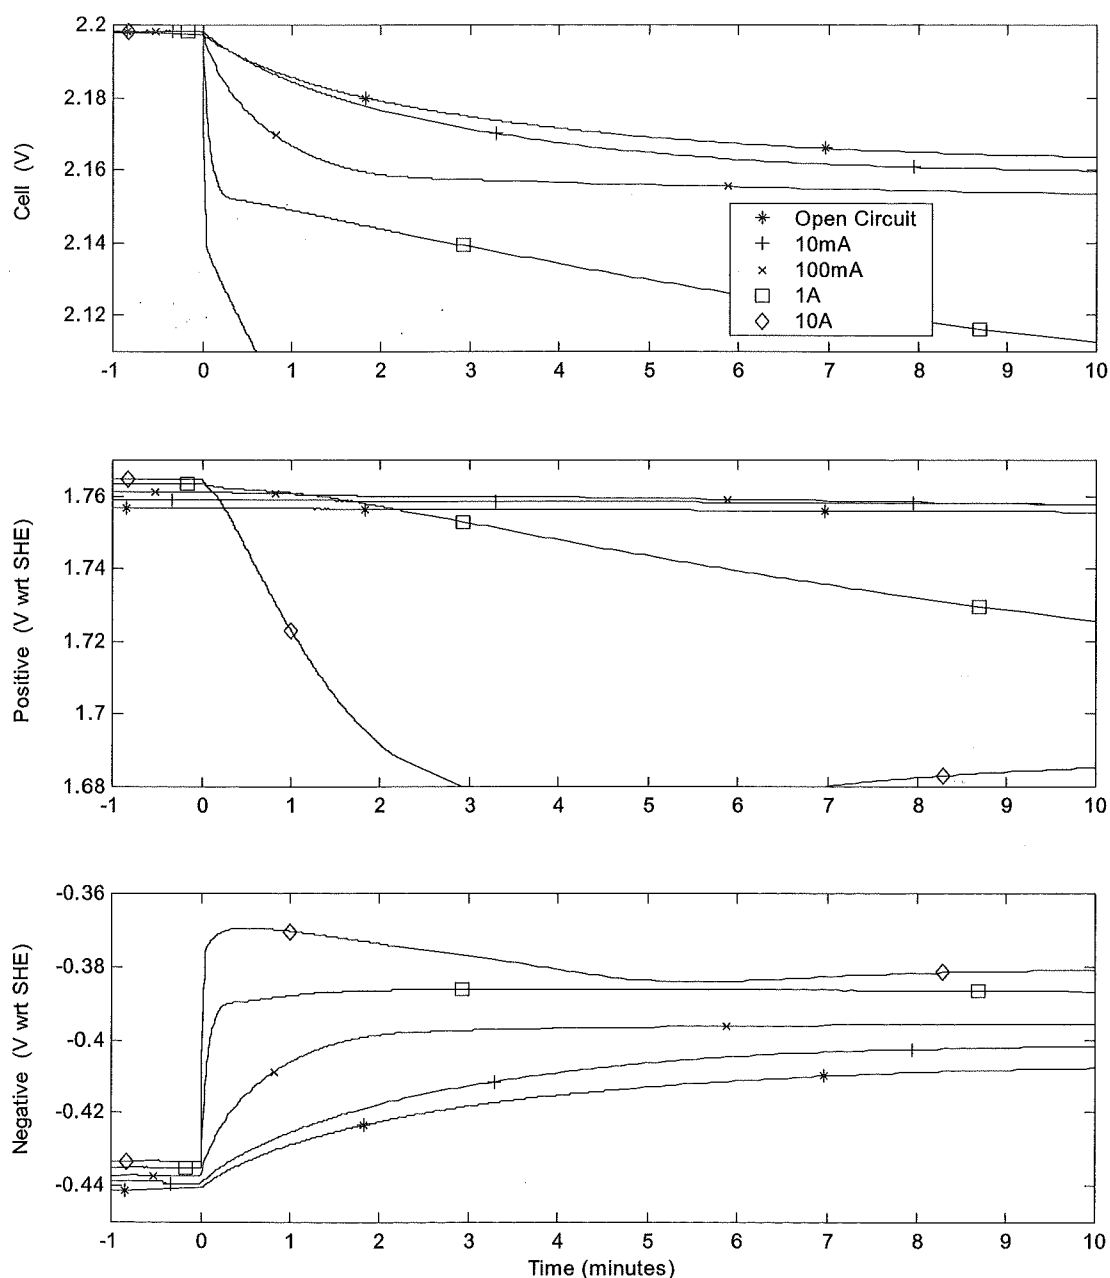 2.2
2.18
2.16
2.14
2.12
Cell (V)
-1 0 1 2 3 4 5 6 7 8 9 10
Open Circuit
10mA
100mA
1A
10A
1.76
1.74
1.72
1.7
1.68
Positive (V wrt SHE)
-1 0 1 2 3 4 5 6 7 8 9 10
-0.36
-0.38
-0.4
-0.42
-0.44
Negative (V wrt SHE)
-1 0 1 2 3 4 5 6 7 8 9 10
Time (minutes)